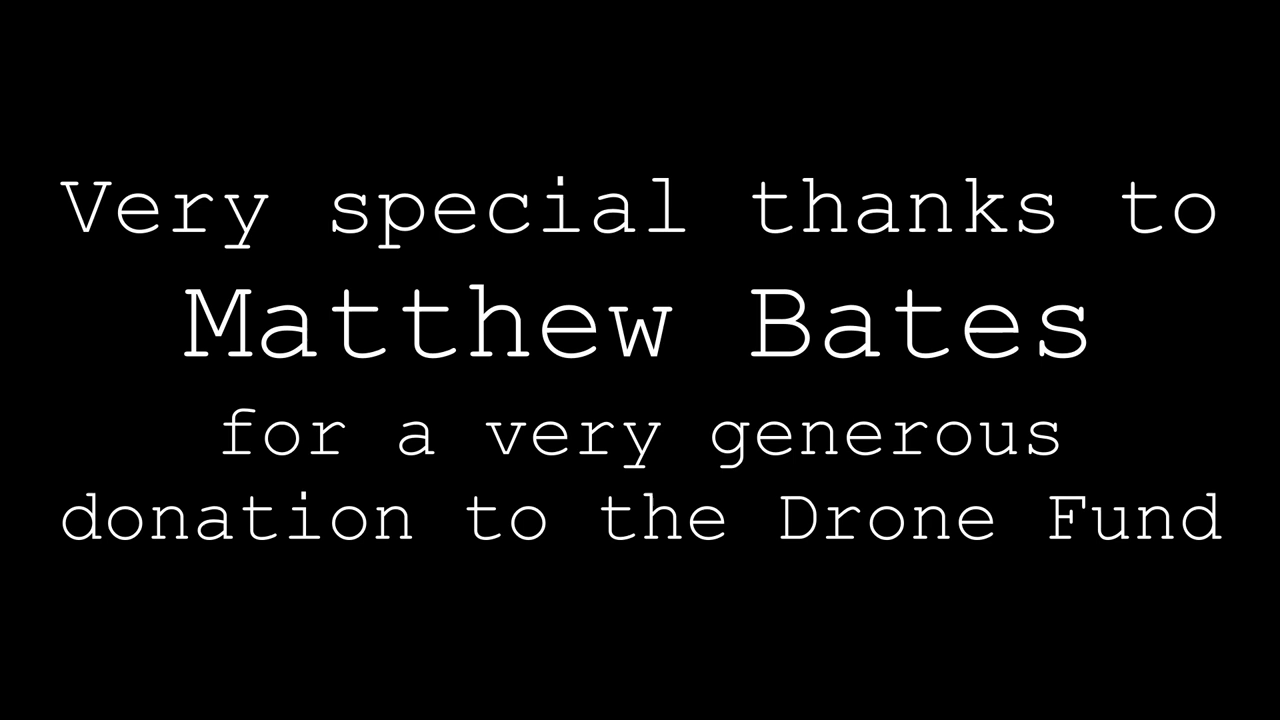 Very special thanks to
Matthew Bates
for a very generous
donation to the Drone Fund